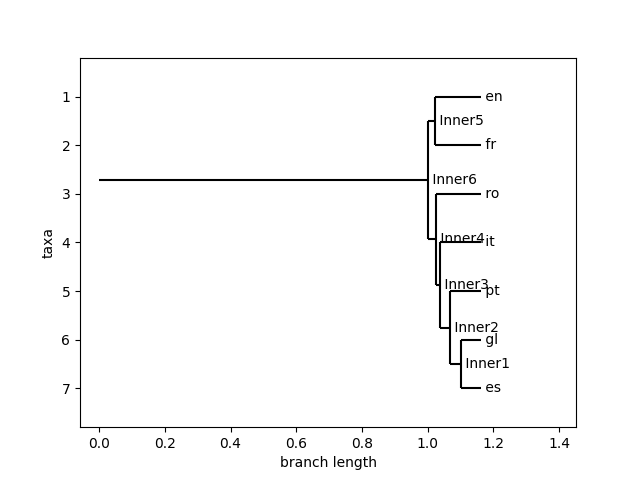 1
2
3
4
5
6
7
taxa
en
Inner5
fr
Inner6
ro
Inner4
it
Inner3
pt
Inner2
gl
Inner1
es
0.0 0.2 0.4 0.6 0.8 1.0 1.2 1.4
branch length